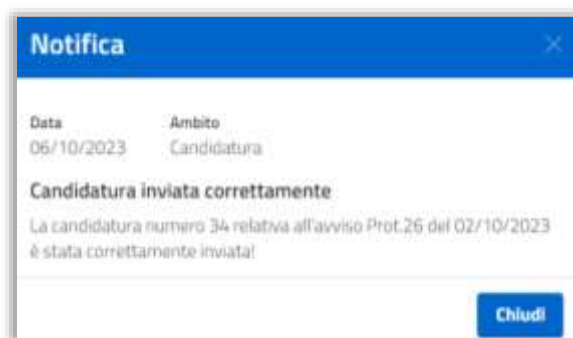 Notifica
Data Ambito
06/10/2023 Candidatura
Candidatura inviata correttamente
La candidatura numero 34 relativa all'avviso Prot.26 del 02/10/2023
è stata correttamente inviata!
Chiudi